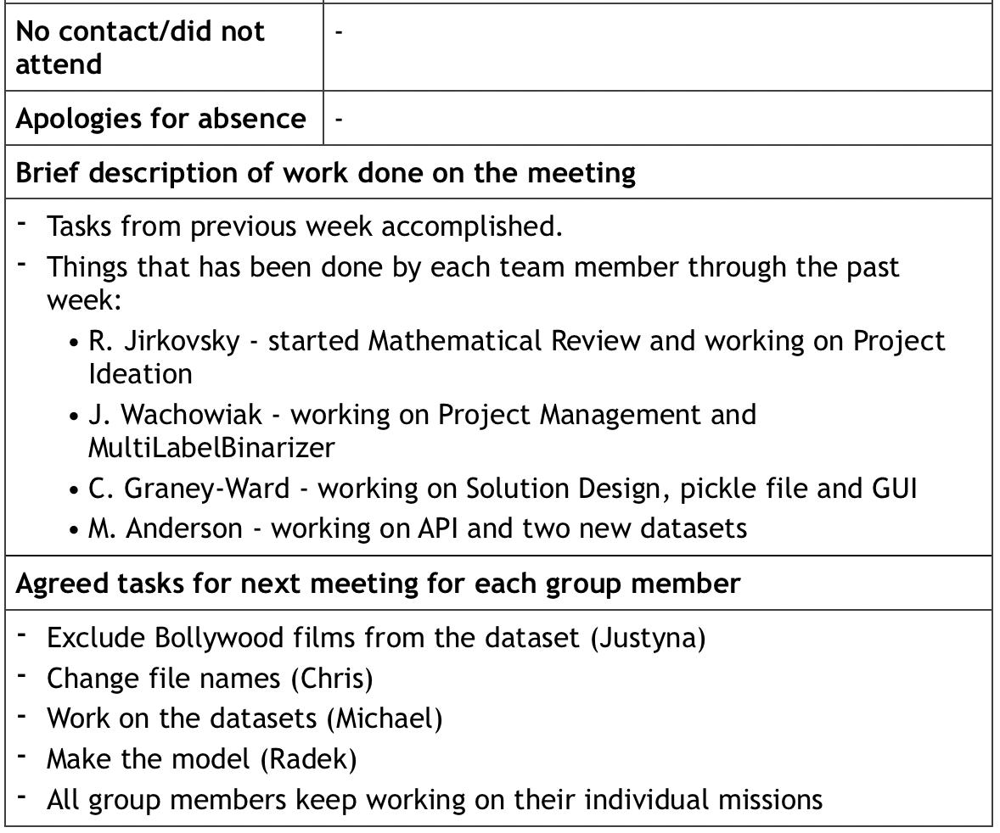 No contact/did not
attend
-
Apologies for absence
-
Brief description of work done on the meeting
- Tasks from previous week accomplished.
- Things that has been done by each team member through the past
week:
• R. Jirkovsky - started Mathematical Review and working on Project
Ideation
• J. Wachowiak - working on Project Management and
MultiLabelBinarizer
• C. Graney-Ward - working on Solution Design, pickle file and GUI
• M. Anderson - working on API and two new datasets
Agreed tasks for next meeting for each group member
- Exclude Bollywood films from the dataset (Justyna)
- Change file names (Chris)
- Work on the datasets (Michael)
- Make the model (Radek)
- All group members keep working on their individual missions